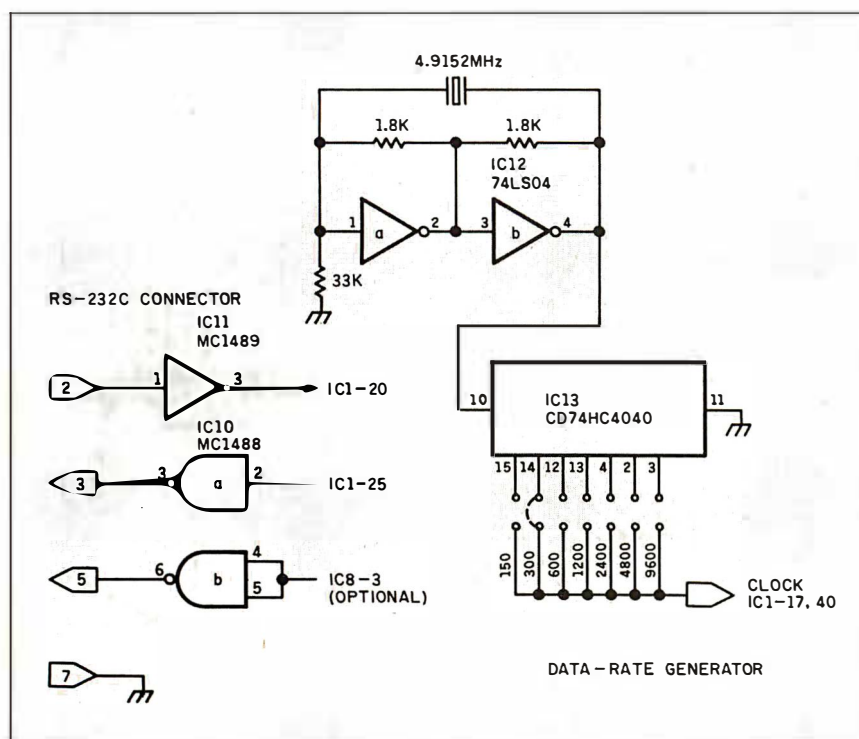 4.9152MHz
1.8K
1.8K
IC12
74LS04
1
a
2
3
b
4
33K
RS-232C CONNECTOR
IC11
MC1489
2
1
3
IC1-20
IC10
MC1488
3
3
a
2
IC1-25
5
6
b
4
5
IC8-3
(OPTIONAL)
7
10
IC13
CD74HC4040
11
15 14 12 13 4 2 3
150 300 600 1200 2400 4800 9600
CLOCK
IC1-17, 40
DATA-RATE GENERATOR